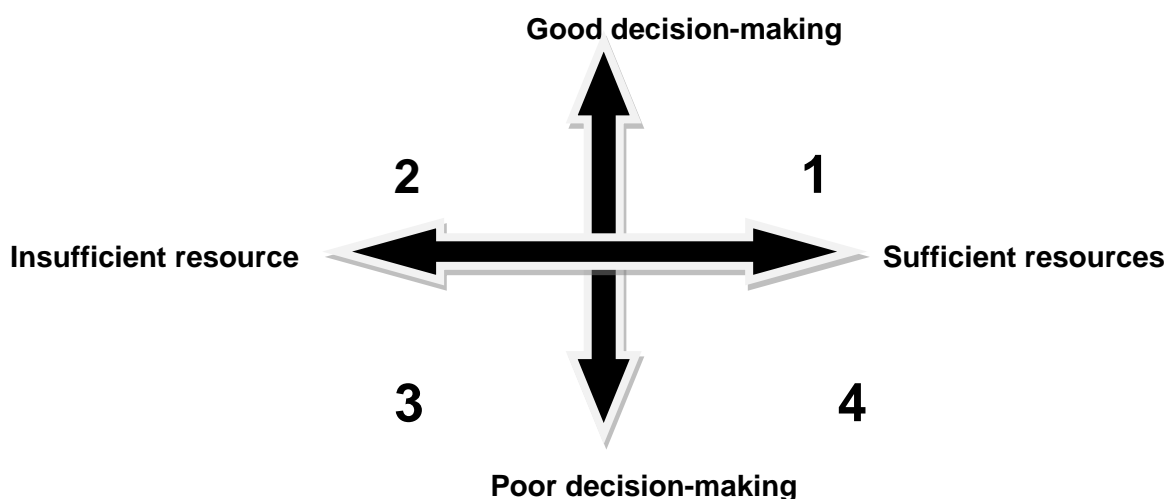 Good decision-making
2
1
Insufficient resource
Sufficient resources
3
4
Poor decision-making